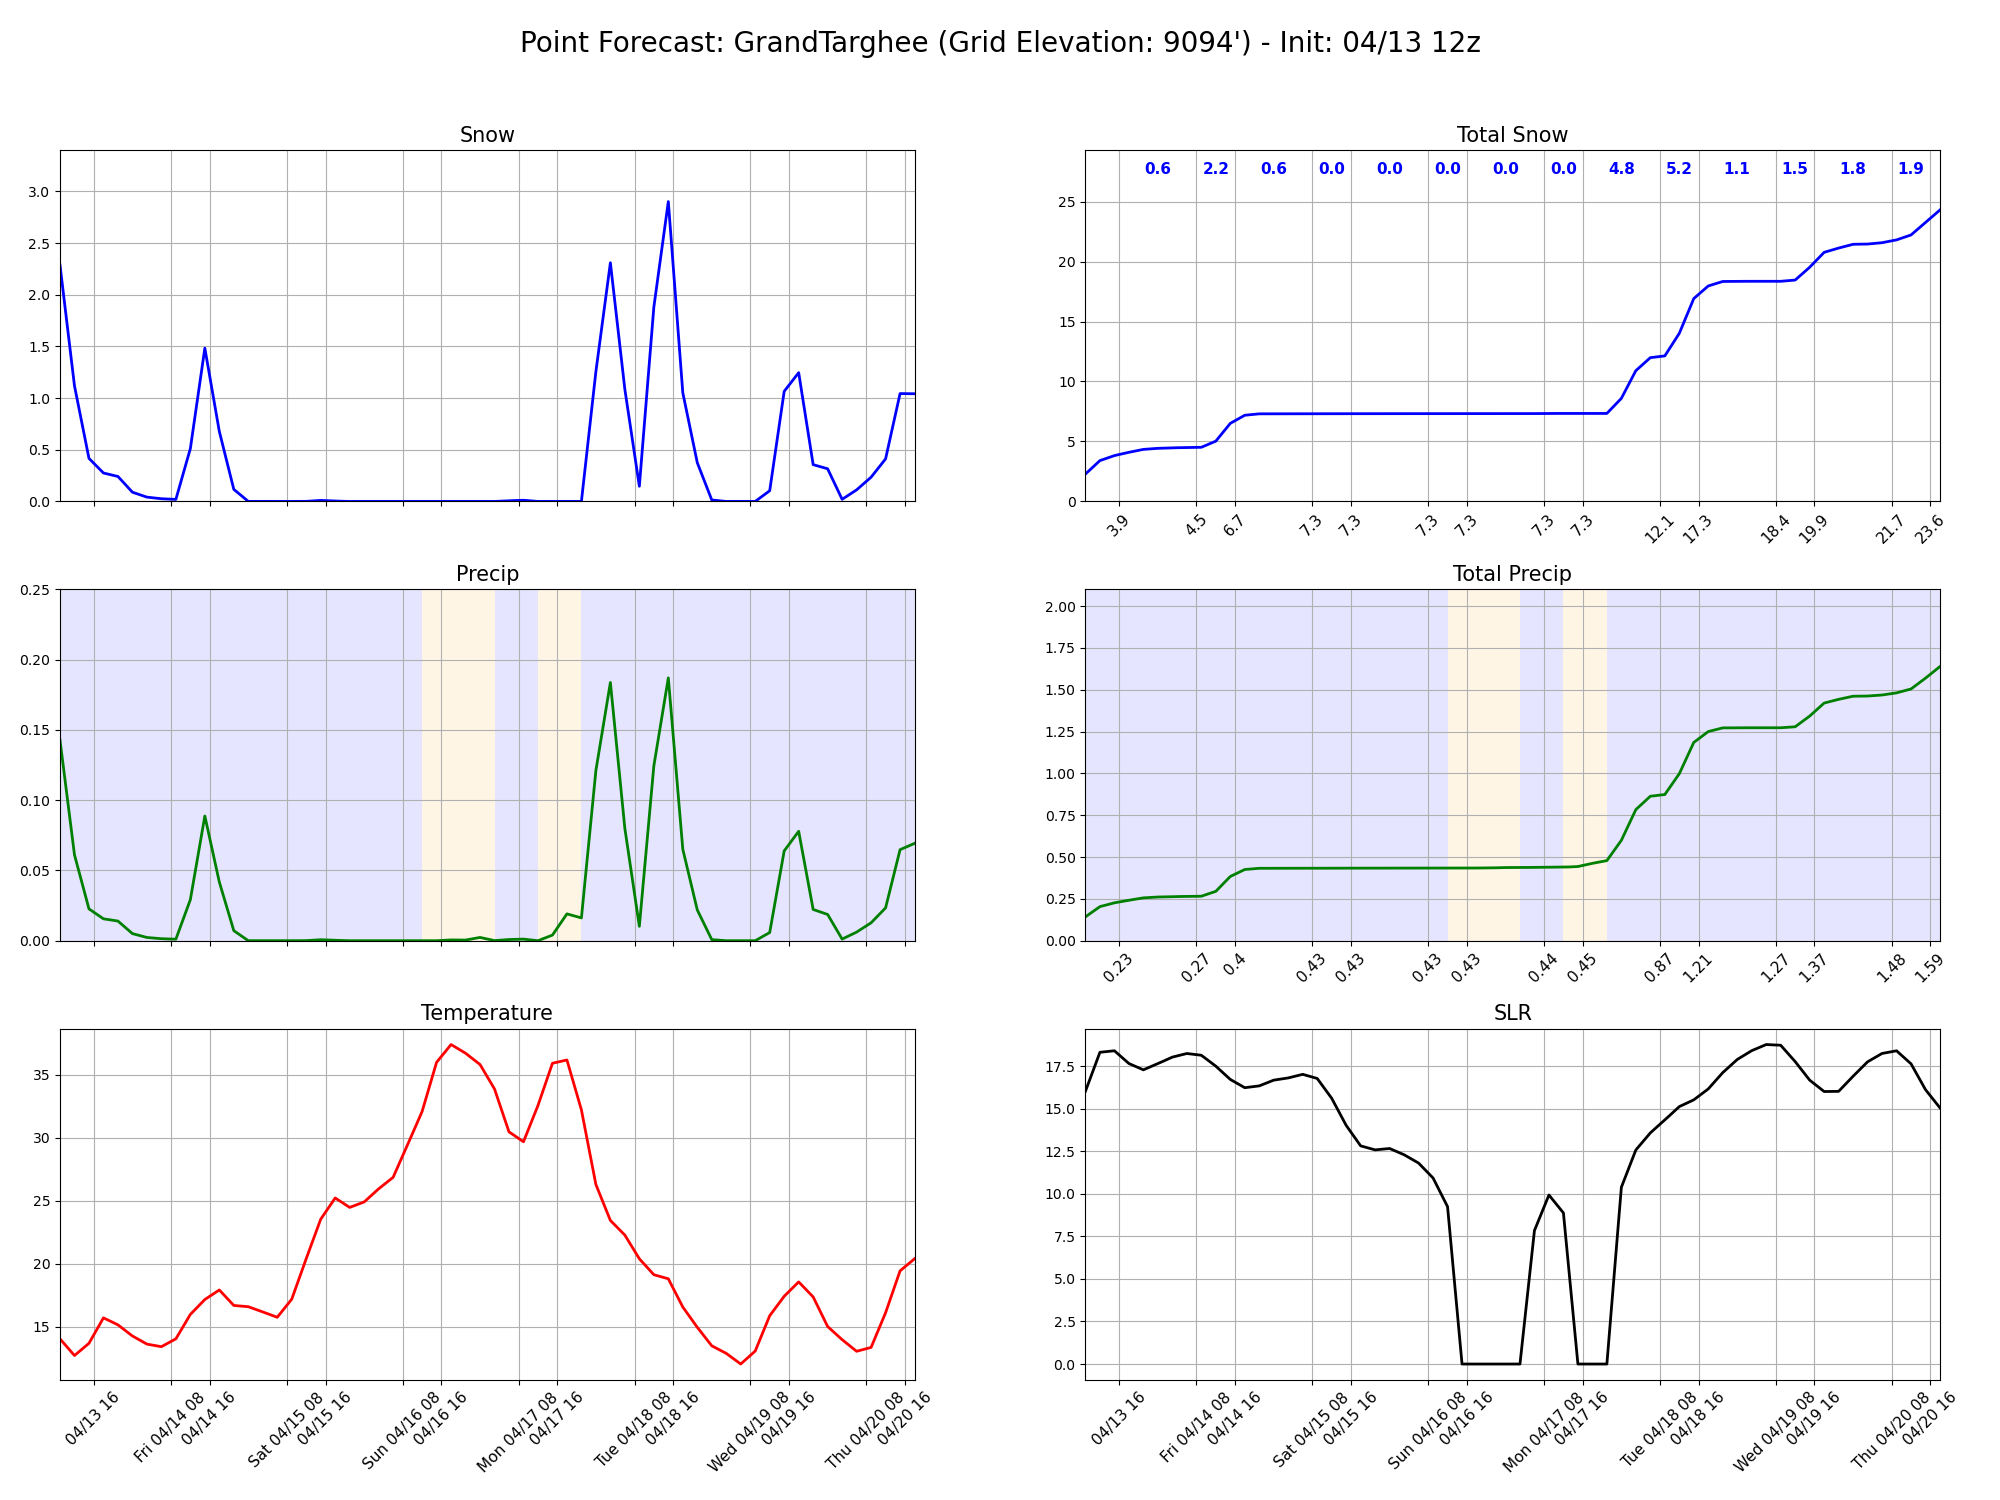 Point Forecast: GrandTarghee (Grid Elevation: 9094') - Init: 04/13 12z
Snow
3.0
2.5
2.0
1.5
1.0
0.5
0.0
Total Snow
0.6 2.2 0.6 0.0 0.0 0.0 0.0 0.0 4.8 5.2 1.1 1.5 1.8 1.9
25
20
15
10
5
0
3.9 4.5 6.7 7.3 7.3 7.3 7.3 7.3 7.3 12.1 17.3 18.4 19.9 21.7 23.6
Precip
0.25
0.20
0.15
0.10
0.05
0.00
Total Precip
2.00
1.75
1.50
1.25
1.00
0.75
0.50
0.25
0.00
0.23 0.27 0.4 0.43 0.43 0.43 0.43 0.44 0.45 0.87 1.21 1.27 1.37 1.48 1.59
Temperature
35
30
25
20
15
04/13 16
Fri 04/14 08
04/14 16
Sat 04/15 08
04/15 16
Sun 04/16 08
04/16 16
Mon 04/17 08
04/17 16
Tue 04/18 08
04/18 16
Wed 04/19 08
04/19 16
Thu 04/20 08
04/20 16
SLR
17.5
15.0
12.5
10.0
7.5
5.0
2.5
0.0
04/13 16
Fri 04/14 08
04/14 16
Sat 04/15 08
04/15 16
Sun 04/16 08
04/16 16
Mon 04/17 08
04/17 16
Tue 04/18 08
04/18 16
Wed 04/19 08
04/19 16
Thu 04/20 08
04/20 16